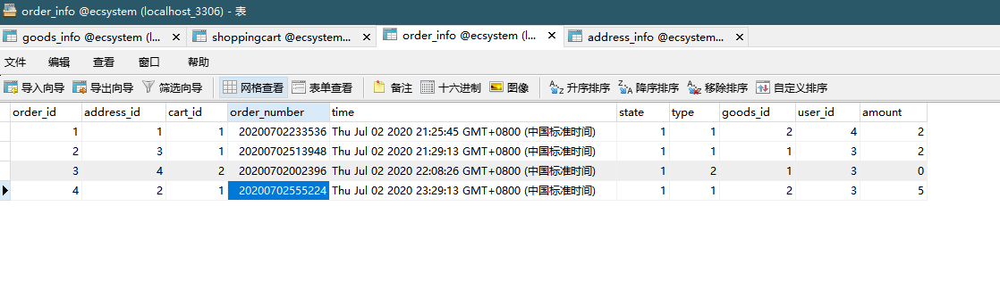 order_info @ecsystem (localhost_3306) - 表
goods_info @ecsystem (l... shoppingcart @ecsystem... order_info @ecsystem (l... address_info @ecsystem...
文件 编辑 查看 窗口 帮助
导入向导 导出向导 筛选向导 网格查看 表单查看 备注 十六进制 图像 升序排序 降序排序 移除排序 自定义排序
order_id address_id cart_id order_number time state type goods_id user_id amount
1 1 1 20200702233536 Thu Jul 02 2020 21:25:45 GMT+0800 (中国标准时间) 1 1 2 4 2
2 3 1 20200702513948 Thu Jul 02 2020 21:29:13 GMT+0800 (中国标准时间) 1 1 1 3 2
3 4 2 20200702002396 Thu Jul 02 2020 22:08:26 GMT+0800 (中国标准时间) 1 2 1 3 0
4 2 1 20200702555224 Thu Jul 02 2020 23:29:13 GMT+0800 (中国标准时间) 1 1 2 3 5